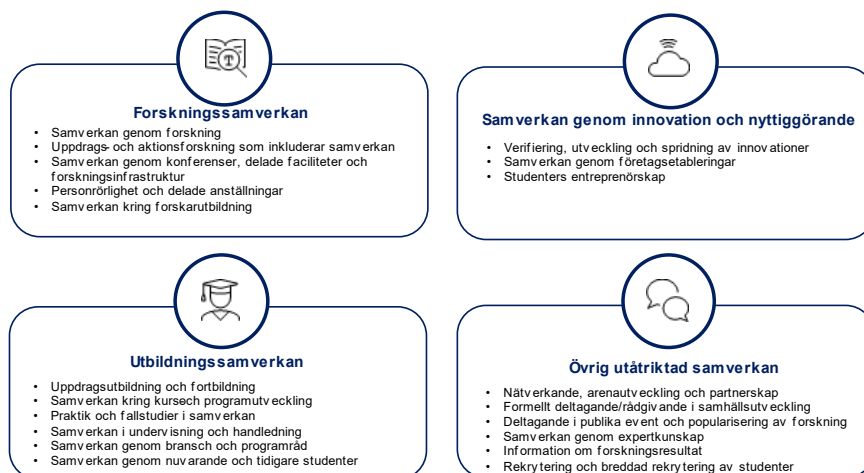 T
Forskningssamverkan
• Samverkan genom forskning
• Uppdrags- och aktionsforskning som inkluderar samverkan
• Samverkan genom konferenser, delade faciliteter och
forskningsinfrastruktur
• Personrörlighet och delade anställningar
• Samverkan kring forskarutbildning
Samverkan genom innovation och nyttiggörande
• Verifiering, utveckling och spridning av innovationer
• Samverkan genom företagsetableringar
• Studenters entreprenörskap
Utbildningssamverkan
• Uppdragsutbildning och fortbildning
• Samverkan kring kursech programutveckling
• Praktik och fallstudier i samverkan
• Samverkan i undervisning och handledning
• Samverkan genom bransch och programråd
• Samverkan genom nuvarande och tidigare studenter
Övrig utåtriktad samverkan
• Nätverkande, arenautveckling och partnerskap
• Formellt deltagande/rådgivande i samhällsutveckling
• Deltagande i publika event och popularisering av forskning
• Samverkan genom expertkunskap
• Information om forskningsresultat
• Rekrytering och breddad rekrytering av studenter